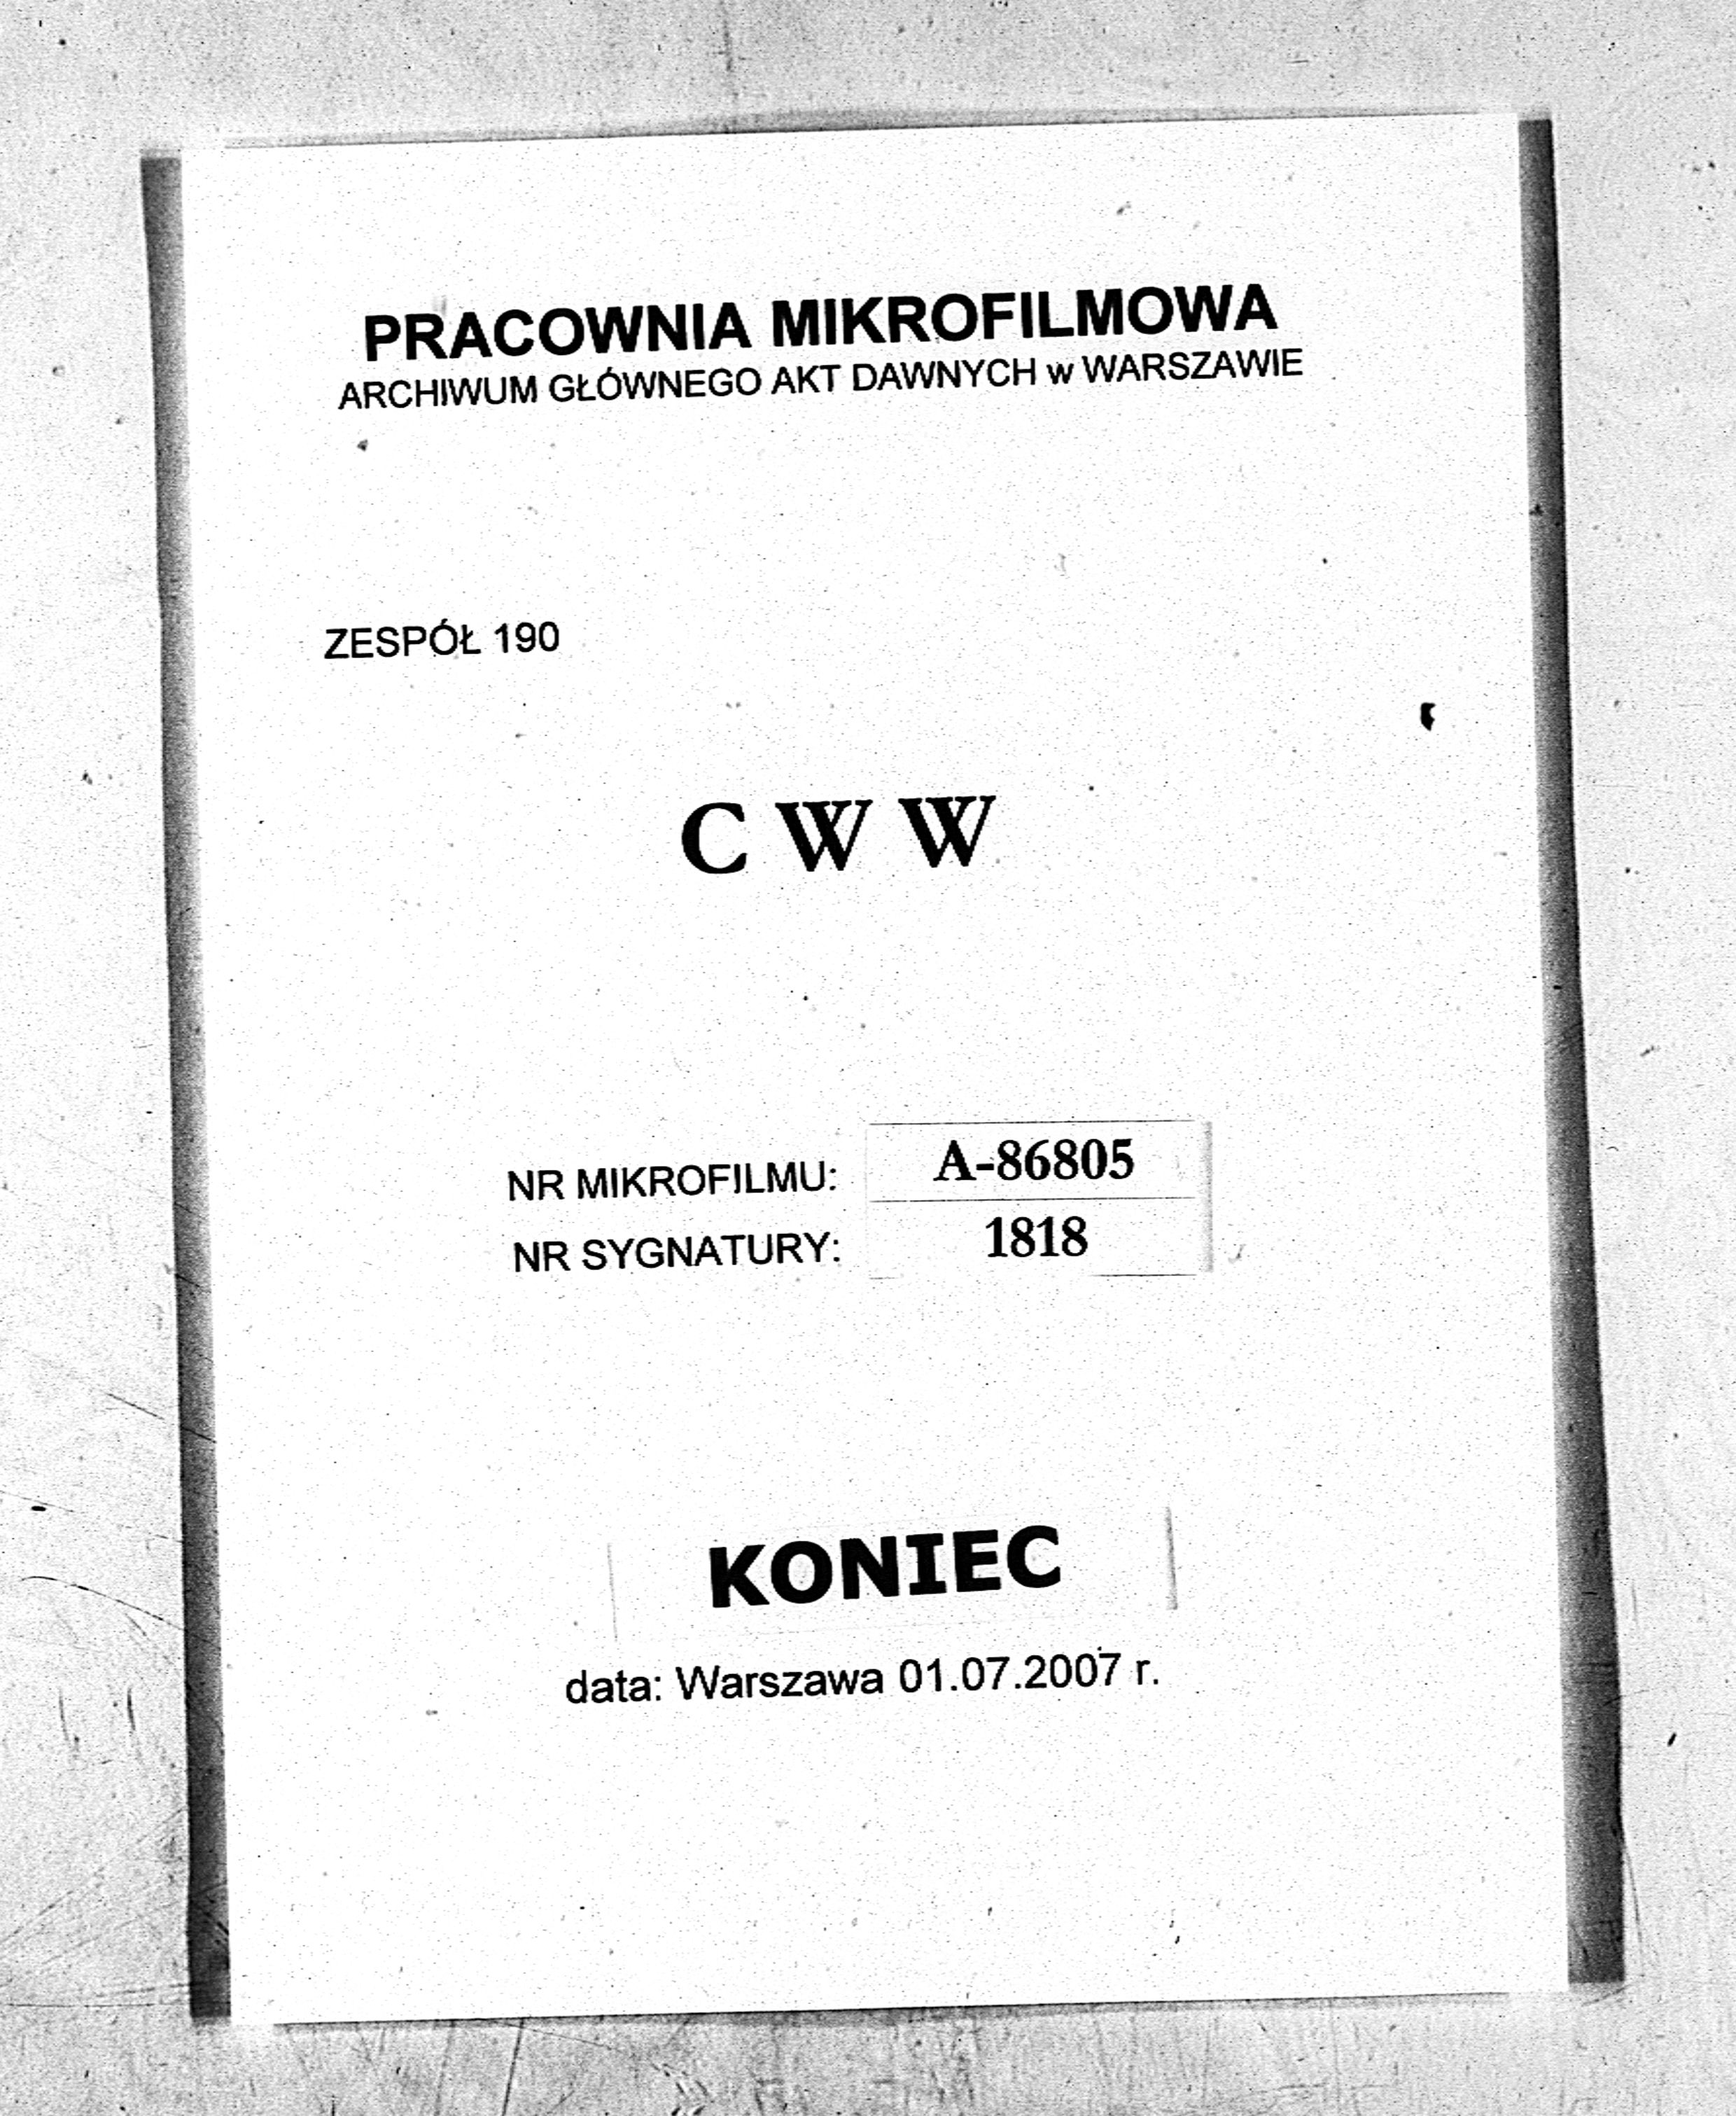 PRACOWNIA MIKROFILMOWA
ARCHIWUM GŁÓWNEGO AKT DAWNYCH w WARSZAWIE
ZESPÓŁ 190
C W W
NR MIKROFILMU: A-86805
NR SYGNATURY: 1818
KONIEC
data: Warszawa 01.07.2007 r.